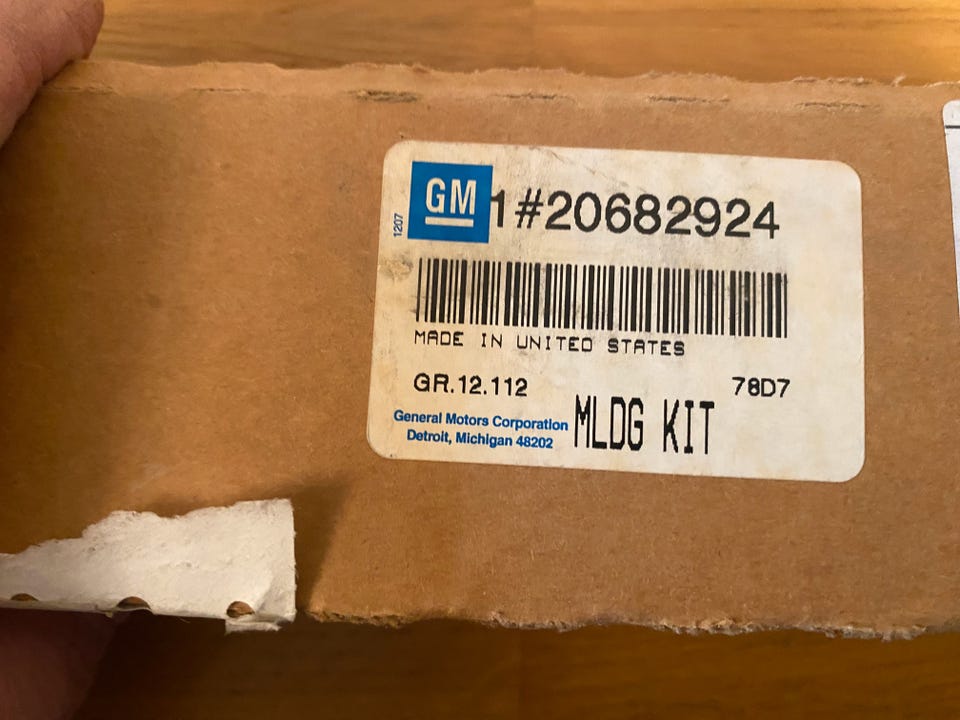 GM 1#20682924
1207
MADE IN UNITED STATES
GR.12.112 78D7
General Motors Corporation
Detroit, Michigan 48202
MLDG KIT